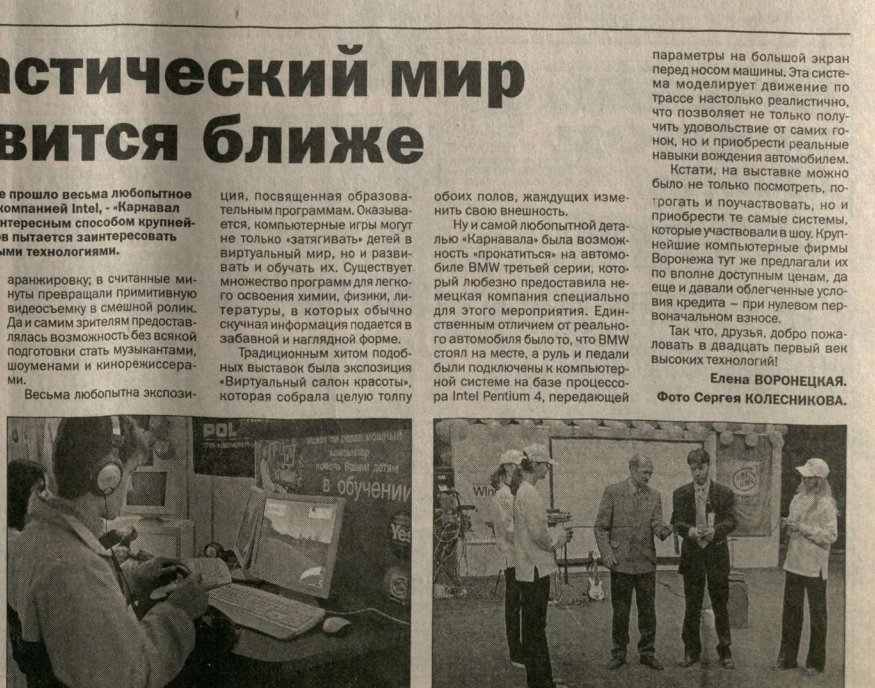 астический мир
вится ближе
е прошло весьма любопытное
компанией Intel, - «Карнавал
нтересным способом крупней-
ов пытается заинтересовать
ыми технологиями.
аранжировку; в считанные ми-
нуты превращали примитивную
видеосъемку в смешной ролик.
Да и самим зрителям предостав-
лялась возможность без всякой
подготовки стать музыкантами,
шоуменами и кинорежиссера-
ми.
Весьма любопытна экспози-
ция, посвященная образова-
тельным программам. Оказыва-
ется, компьютерные игры могут
не только «затягивать» детей в
виртуальный мир, но и разви-
вать и обучать их. Существует
множество программ для легко-
го освоения химии, физики, ли-
тературы, в которых обычно
скучная информация подается в
забавной и наглядной форме.
Традиционным хитом подоб-
ных выставок была экспозиция
«Виртуальный салон красоты»,
которая собрала целую толпу
обоих полов, жаждущих изме-
нить свою внешность.
Ну и самой любопытной дета-
лью «Карнавала» была возмож-
ность «прокатиться» на автомо-
биле BMW третьей серии, кото-
рый любезно предоставила не-
мецкая компания специально
для этого мероприятия. Един-
ственным отличием от реально-
го автомобиля было то, что BMW
стоял на месте, а руль и педали
были подключены к компьютер-
ной системе на базе процессо-
ра Intel Pentium 4, передающей
параметры на большой экран
перед носом машины. Эта систе-
ма моделирует движение по
трассе настолько реалистично,
что позволяет не только полу-
чить удовольствие от самих го-
нок, но и приобрести реальные
навыки вождения автомобилем.
Кстати, на выставке можно
было не только посмотреть, по-
трогать и поучаствовать, но и
приобрести те самые системы,
которые участвовали в шоу. Круп-
нейшие компьютерные фирмы
Воронежа тут же предлагали их
по вполне доступным ценам, да
еще и давали облегченные усло-
вия кредита – при нулевом пер-
воначальном взносе.
Так что, друзья, добро пожа-
ловать в двадцать первый век
высоких технологий!
Елена ВОРОНЕЦКАЯ.
Фото Сергея КОЛЕСНИКОВА.
POL
мощный
компьютер
помочь Вашим детям
в обучении
Yes
Win